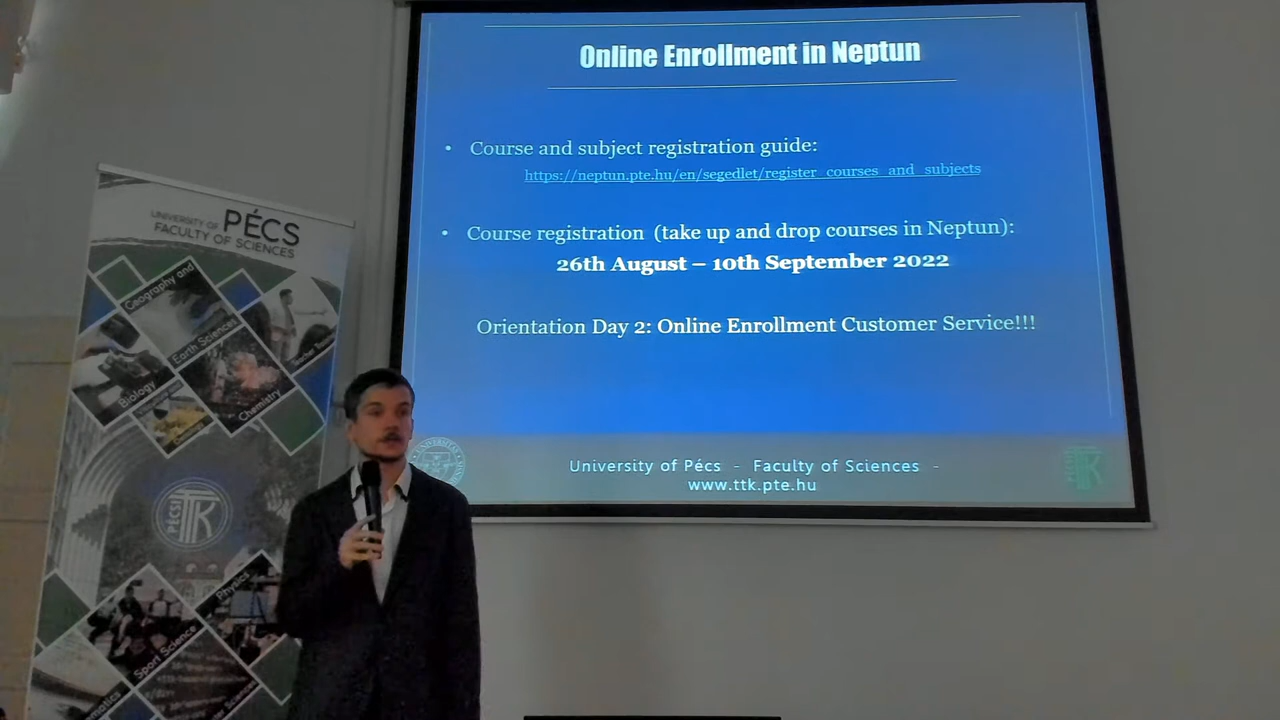 Online Enrollment in Neptun
• Course and subject registration guide:
https://neptun.pte.hu/en/segedlet/register_courses_and_subjects
• Course registration (take up and drop courses in Neptun):
26th August – 10th September 2022
Orientation Day 2: Online Enrollment Customer Service!!!
University of Pécs - Faculty of Sciences -
www.ttk.pte.hu
UNIVERSITY OF PÉCS
FACULTY OF SCIENCES
Geography and
Earth Sciences
Biology
Chemistry
PÉCSI TTK
Physics
Sport Science